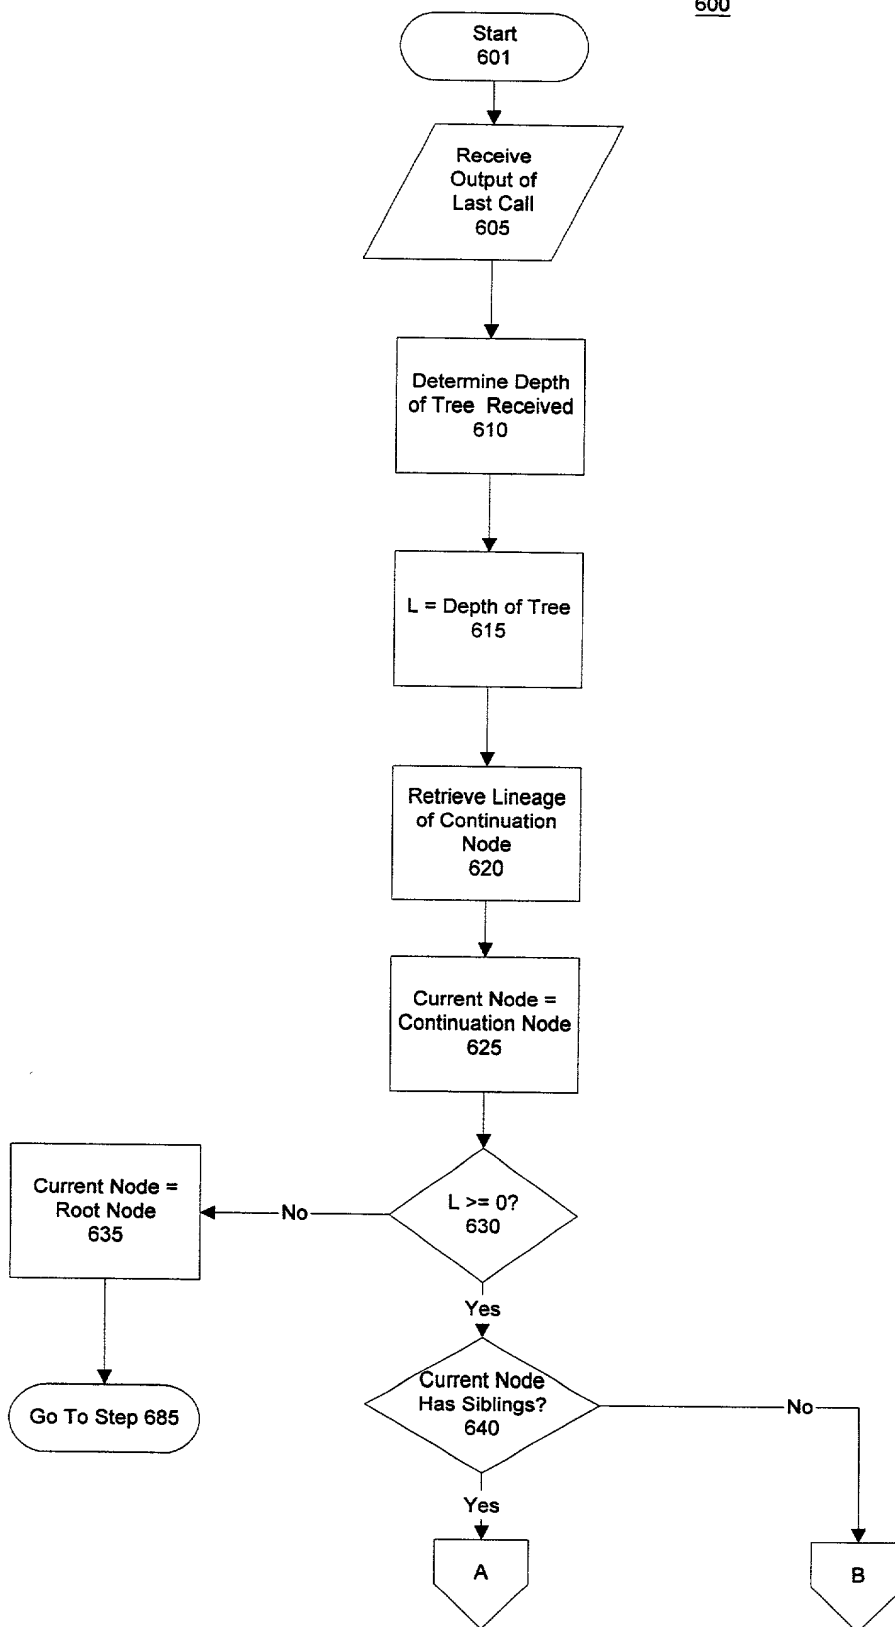 600
Start
601
Receive
Output of
Last Call
605
Determine Depth
of Tree Received
610
L = Depth of Tree
615
Retrieve Lineage
of Continuation
Node
620
Current Node =
Continuation Node
625
L >= 0?
630
No
Current Node =
Root Node
635
Yes
Go To Step 685
Current Node
Has Siblings?
640
No
Yes
A
B